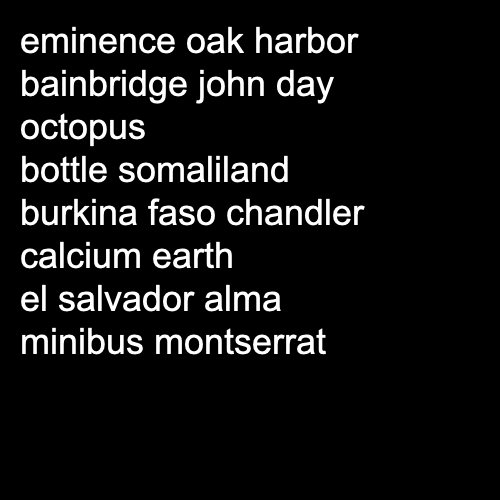 eminence oak harbor
bainbridge john day
octopus
bottle somaliland
burkina faso chandler
calcium earth
el salvador alma
minibus montserrat